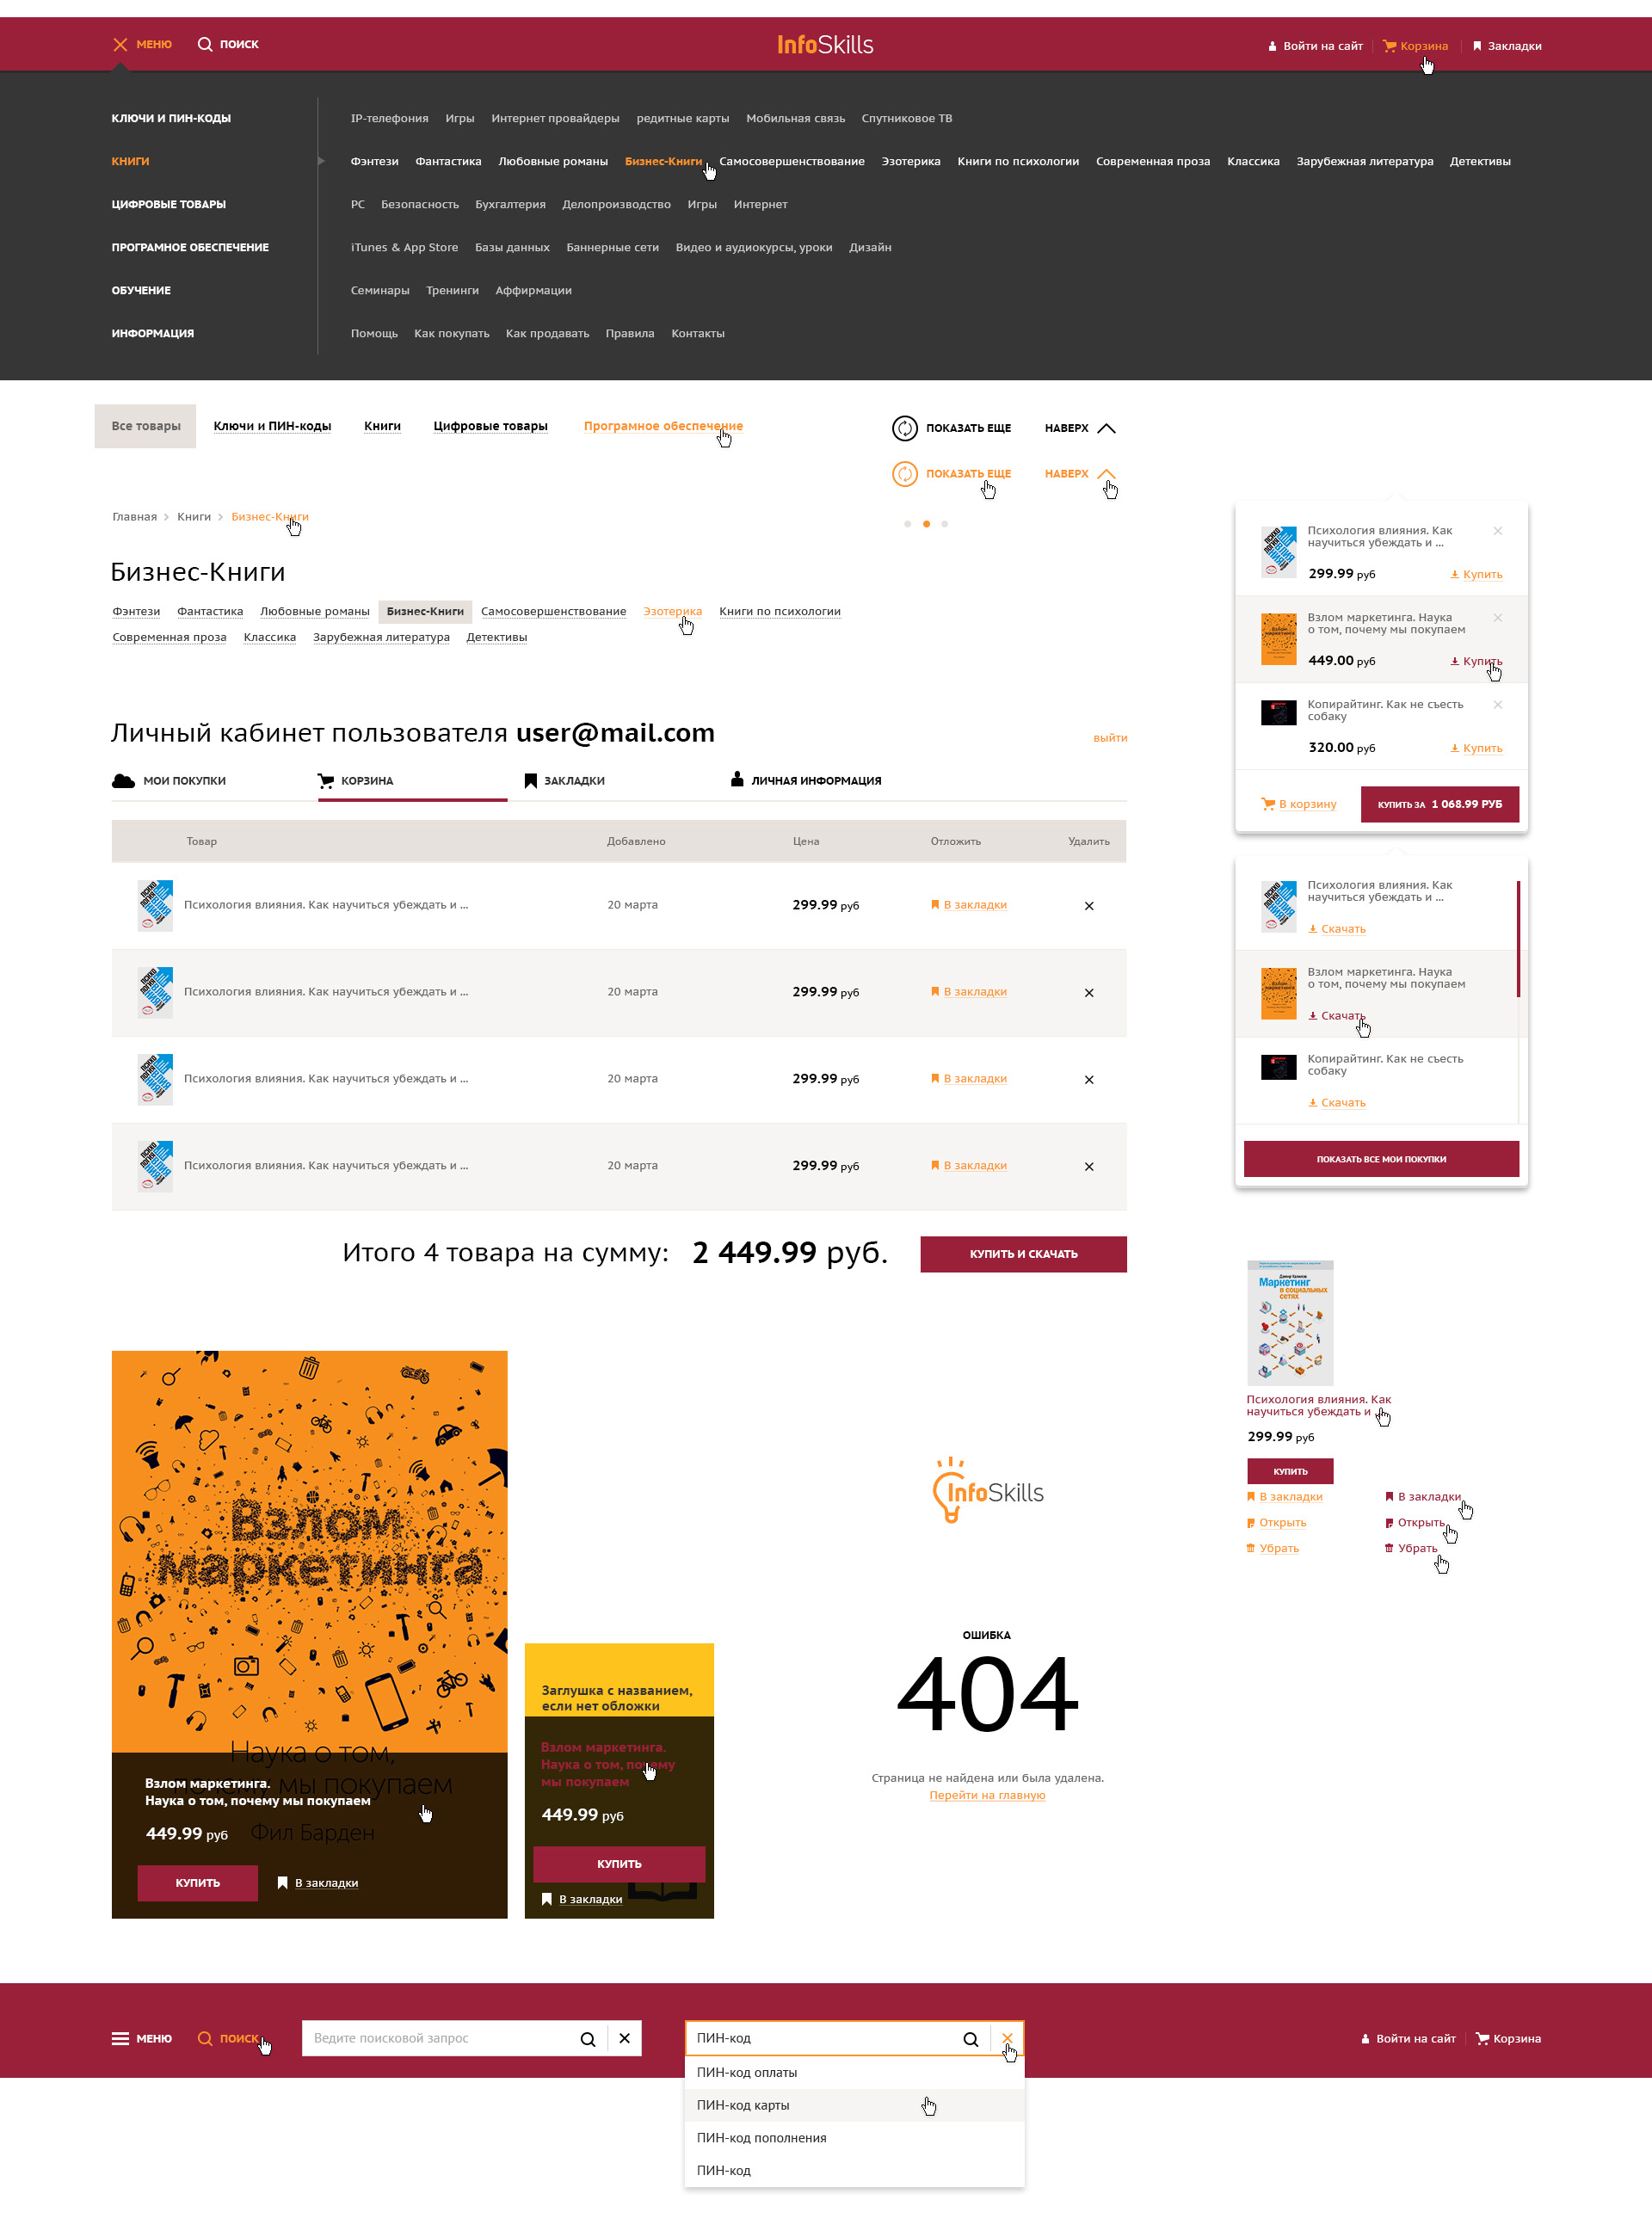 МЕНЮ
ПОИСК
InfoSkills
Войти на сайт
Корзина
Закладки
КЛЮЧИ И ПИН-КОДЫ
IP-телефония Игры Интернет провайдеры редитные карты Мобильная связь Спутниковое ТВ
КНИГИ
Фэнтези Фантастика Любовные романы Бизнес-Книги Самосовершенствование Эзотерика Книги по психологии Современная проза Классика Зарубежная литература Детективы
ЦИФРОВЫЕ ТОВАРЫ
PC Безопасность Бухгалтерия Делопроизводство Игры Интернет
ПРОГРАМНОЕ ОБЕСПЕЧЕНИЕ
iTunes & App Store Базы данных Баннерные сети Видео и аудиокурсы, уроки Дизайн
ОБУЧЕНИЕ
Семинары Тренинги Аффирмации
ИНФОРМАЦИЯ
Помощь Как покупать Как продавать Правила Контакты
Все товары Ключи и ПИН-коды Книги Цифровые товары Програмное обеспечение
ПОКАЗАТЬ ЕЩЕ НАВЕРХ
ПОКАЗАТЬ ЕЩЕ НАВЕРХ
Главная Книги Бизнес-Книги
Бизнес-Книги
Фэнтези Фантастика Любовные романы Бизнес-Книги Самосовершенствование Эзотерика Книги по психологии
Современная проза Классика Зарубежная литература Детективы
Психология влияния. Как
научиться убеждать и ...
299.99 руб
Купить
Взлом маркетинга. Наука
о том, почему мы покупаем
449.00 руб
Купить
Копирайтинг. Как не съесть
собаку
320.00 руб
Купить
В корзину
КУПИТЬ ЗА 1 068.99 РУБ
Личный кабинет пользователя user@mail.com
выйти
МОИ ПОКУПКИ КОРЗИНА ЗАКЛАДКИ ЛИЧНАЯ ИНФОРМАЦИЯ
Товар Добавлено Цена Отложить Удалить
Психология влияния. Как научиться убеждать и ... 20 марта 299.99 руб В закладки
Психология влияния. Как научиться убеждать и ... 20 марта 299.99 руб В закладки
Психология влияния. Как научиться убеждать и ... 20 марта 299.99 руб В закладки
Психология влияния. Как научиться убеждать и ... 20 марта 299.99 руб В закладки
Итого 4 товара на сумму: 2 449.99 руб.
КУПИТЬ И СКАЧАТЬ
Психология влияния. Как
научиться убеждать и ...
Скачать
Взлом маркетинга. Наука
о том, почему мы покупаем
Скачать
Копирайтинг. Как не съесть
собаку
Скачать
ПОКАЗАТЬ ВСЕ МОИ ПОКУПКИ
Маркетинг
в социальных
сетях
Психология влияния. Как
научиться убеждать и
299.99 руб
КУПИТЬ
В закладки В закладки
Открыть Открыть
Убрать Убрать
Взлом
маркетинга
Наука о том,
мы покупаем
Фил Барден
Взлом маркетинга.
Наука о том, почему мы покупаем
449.99 руб
КУПИТЬ
В закладки
Заглушка с названием,
если нет обложки
Взлом маркетинга.
Наука о том, почему
мы покупаем
449.99 руб
КУПИТЬ
В закладки
InfoSkills
ОШИБКА
404
Страница не найдена или была удалена.
Перейти на главную
МЕНЮ
ПОИСК
Ведите поисковой запрос
ПИН-код
Войти на сайт
Корзина
ПИН-код оплаты
ПИН-код карты
ПИН-код пополнения
ПИН-код